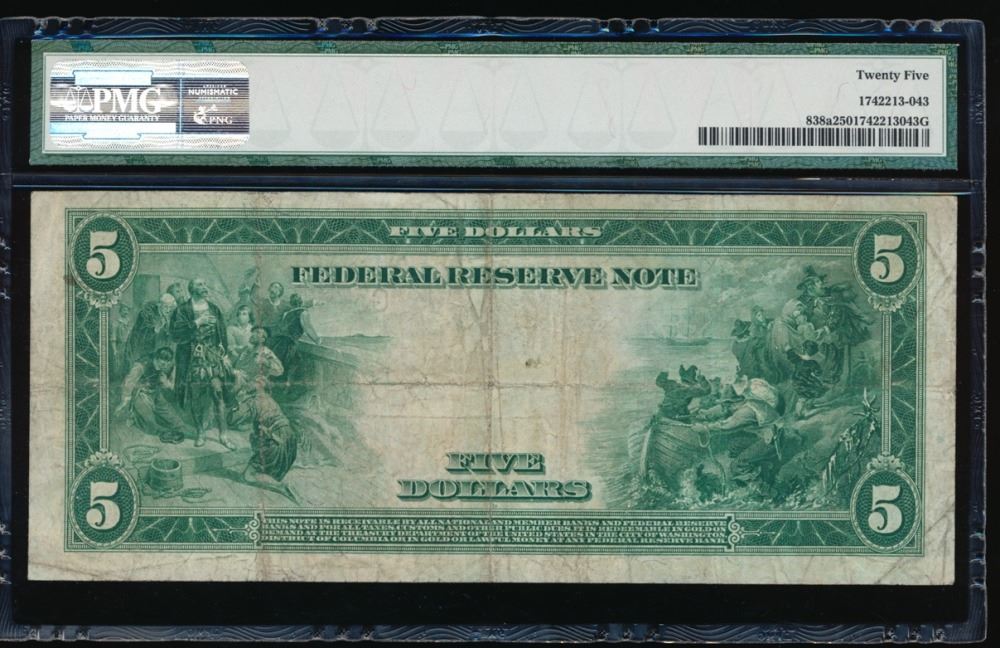 PMG
PAPER MONEY GUARANTY
NUMISMATIC
PNG
Twenty Five
1742213-043
838a2501742213043G
FIVE DOLLARS
5
5
FEDERAL RESERVE NOTE
FIVE
DOLLARS
5
5
THIS NOTE IS RECEIVABLE BY ALL NATIONAL AND MEMBER BANKS AND FEDERAL RESERVE
BANKS AND FOR ALL TAXES, CUSTOMS AND OTHER PUBLIC DUES. IT IS REDEEMABLE IN GOLD ON
DEMAND AT THE TREASURY DEPARTMENT OF THE UNITED STATES IN THE CITY OF WASHINGTON,
DISTRICT OF COLUMBIA OR IN GOLD OR LAWFUL MONEY AT ANY FEDERAL RESERVE BANK.